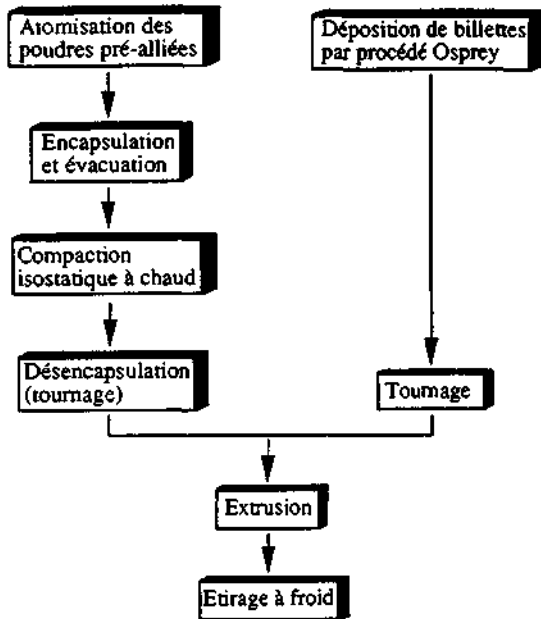 Atomisation des
poudres pré-alliées
Déposition de billettes
par procédé Osprey
Encapsulation
et évacuation
Compaction
isostatique à chaud
Désencapsulation
(tournage)
Tournage
Extrusion
Etirage à froid